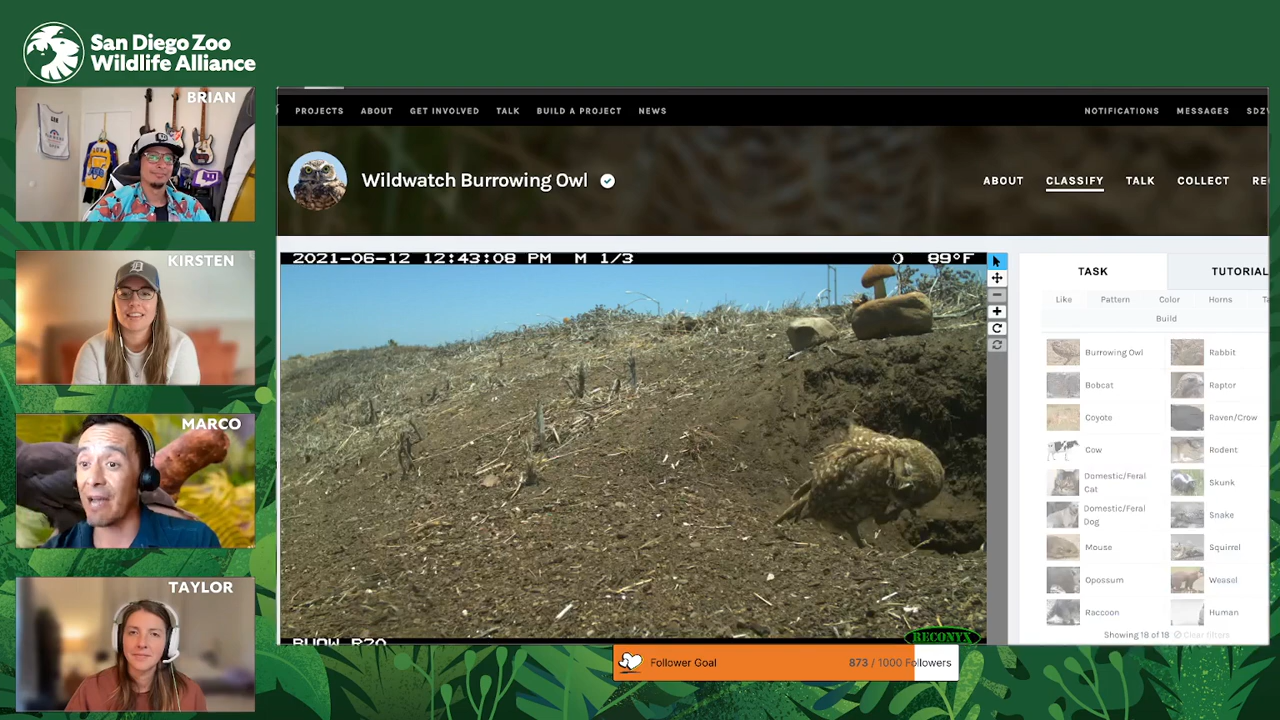 San Diego Zoo
Wildlife Alliance
BRIAN
KIRSTEN
MARCO
TAYLOR
PROJECTS ABOUT GET INVOLVED TALK BUILD A PROJECT NEWS NOTIFICATIONS MESSAGES
Wildwatch Burrowing Owl
ABOUT CLASSIFY TALK COLLECT
2021-06-12 12:43:08 PM M 1/3 89°F
RECONYX
TASK TUTORIAL
Like Pattern Color Horns
Build
Burrowing Owl Rabbit
Bobcat Raptor
Coyote Raven/Crow
Cow Rodent
Domestic/Feral
Cat
Skunk
Domestic/Feral
Dog
Snake
Mouse Squirrel
Opossum Weasel
Raccoon Human
Showing 18 of 18 Clear filters
Follower Goal 873 / 1000 Followers